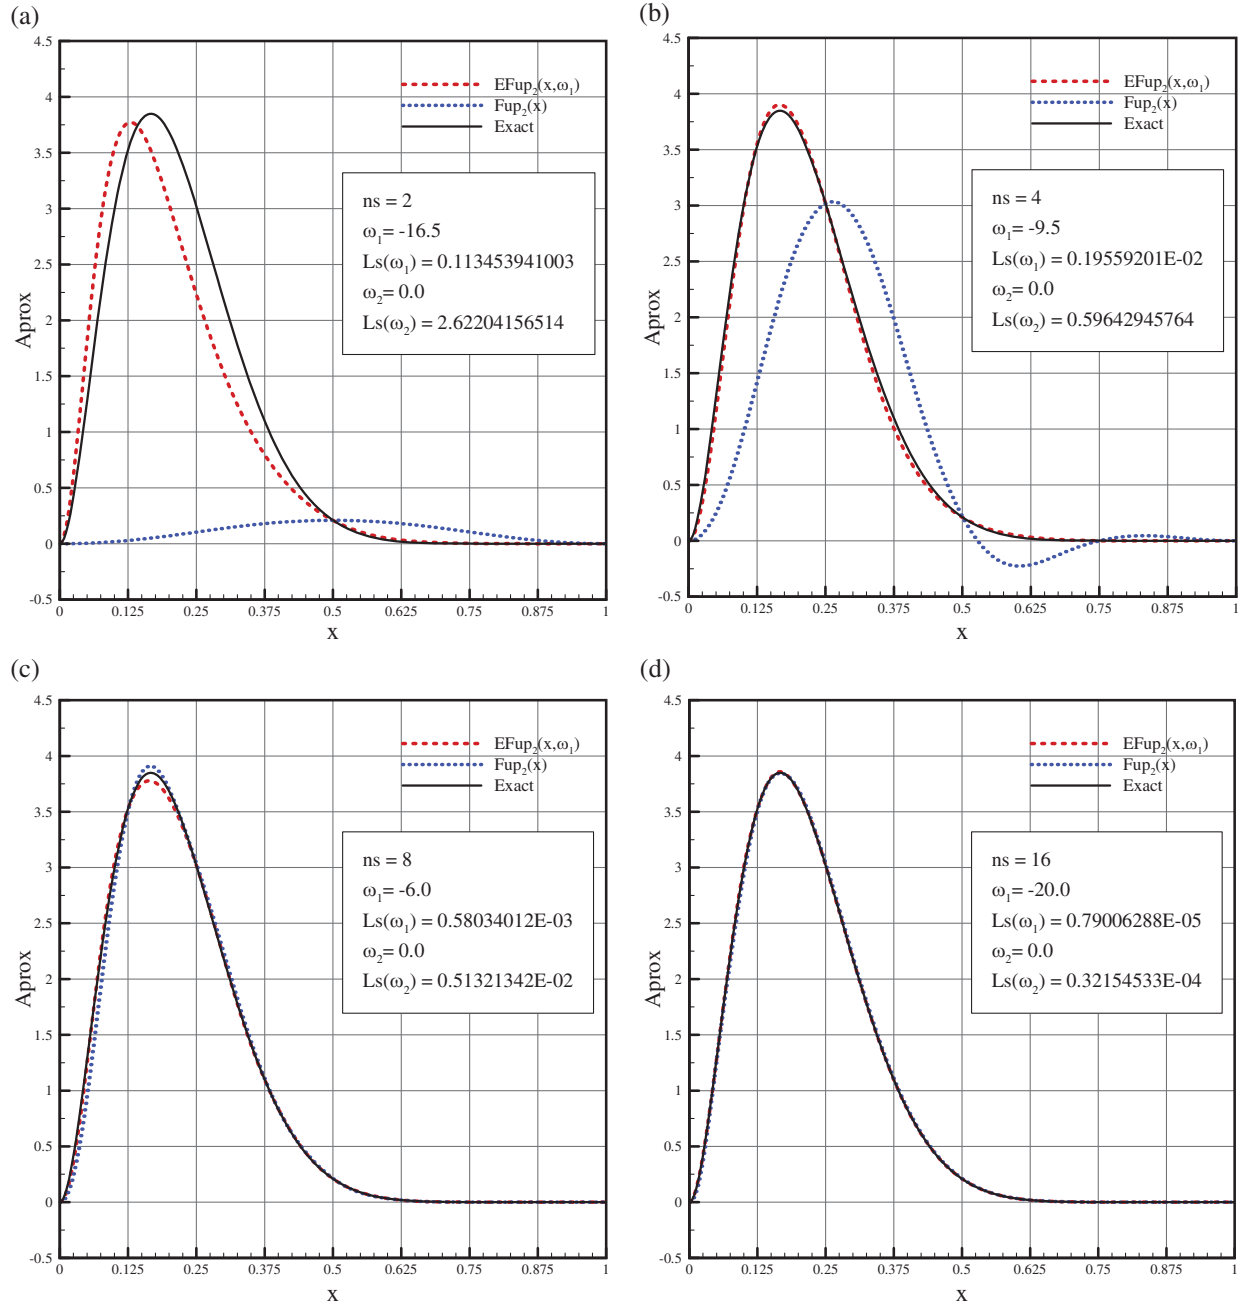 (a)
4.5
4
3.5
3
2.5
2
1.5
1
0.5
0
-0.5
Aprox
EFup₂(x,ω₁)
Fup₂(x)
Exact
ns = 2
ω₁= -16.5
Ls(ω₁) = 0.113453941003
ω₂= 0.0
Ls(ω₂) = 2.62204156514
0 0.125 0.25 0.375 0.5 0.625 0.75 0.875 1
x
(b)
4.5
4
3.5
3
2.5
2
1.5
1
0.5
0
-0.5
Aprox
EFup₂(x,ω₁)
Fup₂(x)
Exact
ns = 4
ω₁= -9.5
Ls(ω₁) = 0.19559201E-02
ω₂= 0.0
Ls(ω₂) = 0.59642945764
0 0.125 0.25 0.375 0.5 0.625 0.75 0.875 1
x
(c)
4.5
4
3.5
3
2.5
2
1.5
1
0.5
0
-0.5
Aprox
EFup₂(x,ω₁)
Fup₂(x)
Exact
ns = 8
ω₁= -6.0
Ls(ω₁) = 0.58034012E-03
ω₂= 0.0
Ls(ω₂) = 0.51321342E-02
0 0.125 0.25 0.375 0.5 0.625 0.75 0.875 1
x
(d)
4.5
4
3.5
3
2.5
2
1.5
1
0.5
0
-0.5
Aprox
EFup₂(x,ω₁)
Fup₂(x)
Exact
ns = 16
ω₁= -20.0
Ls(ω₁) = 0.79006288E-05
ω₂= 0.0
Ls(ω₂) = 0.32154533E-04
0 0.125 0.25 0.375 0.5 0.625 0.75 0.875 1
x